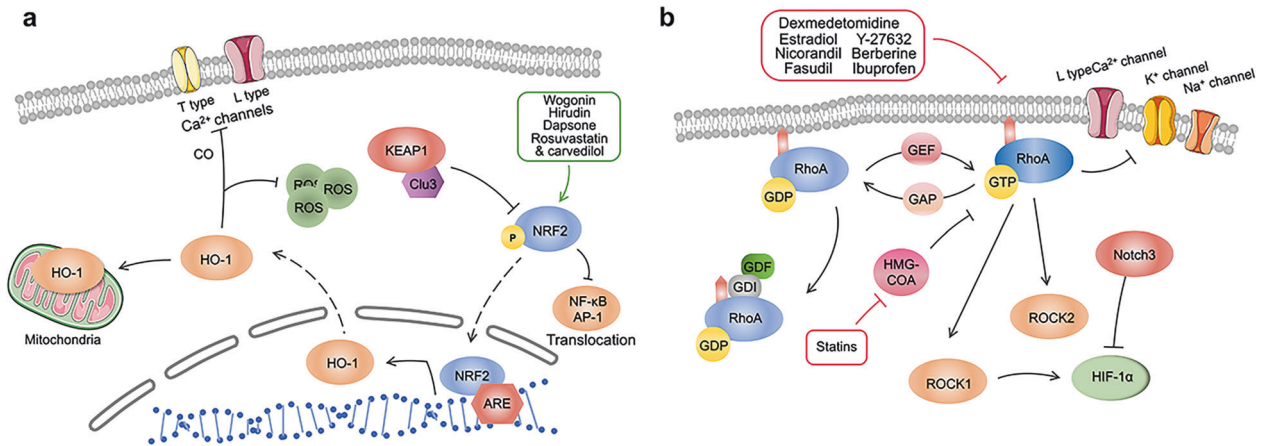 a
T type
L type
Ca²⁺ channels
CO
ROS
ROS
ROS
KEAP1
Clu3
Wogonin
Hirudin
Dapsone
Rosuvastatin
& carvedilol
P
NRF2
HO-1
HO-1
Mitochondria
NF-κB
AP-1
Translocation
HO-1
NRF2
ARE
b
Dexmedetomidine
Estradiol Y-27632
Nicorandil Berberine
Fasudil Ibuprofen
L typeCa²⁺ channel
K⁺ channel
Na⁺ channel
RhoA
GDP
GEF
GAP
RhoA
GTP
GDF
GDI
RhoA
GDP
HMG-
COA
Statins
Notch3
ROCK2
ROCK1
HIF-1α